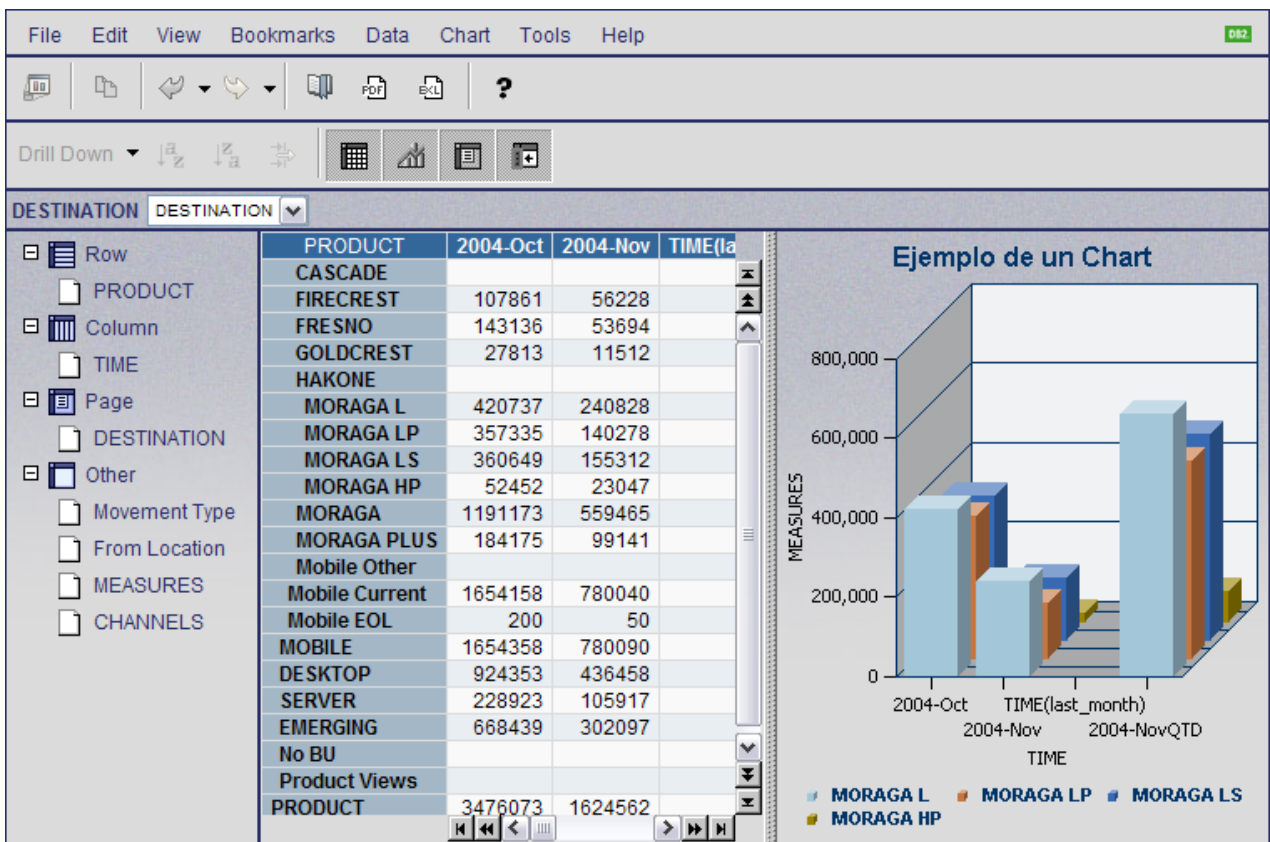 File Edit View Bookmarks Data Chart Tools Help DB2.
PDF EXL ?
Drill Down a z z a
DESTINATION DESTINATION
Row
PRODUCT
Column
TIME
Page
DESTINATION
Other
Movement Type
From Location
MEASURES
CHANNELS
PRODUCT 2004-Oct 2004-Nov TIME(la
CASCADE
FIRECREST 107861 56228
FRESNO 143136 53694
GOLDCREST 27813 11512
HAKONE
MORAGA L 420737 240828
MORAGA LP 357335 140278
MORAGA LS 360649 155312
MORAGA HP 52452 23047
MORAGA 1191173 559465
MORAGA PLUS 184175 99141
Mobile Other
Mobile Current 1654158 780040
Mobile EOL 200 50
MOBILE 1654358 780090
DESKTOP 924353 436458
SERVER 228923 105917
EMERGING 668439 302097
No BU
Product Views
PRODUCT 3476073 1624562
Ejemplo de un Chart
800,000
600,000
400,000
200,000
0
MEASURES
2004-Oct TIME(last_month)
2004-Nov 2004-NovQTD
TIME
MORAGA L MORAGA LP MORAGA LS
MORAGA HP